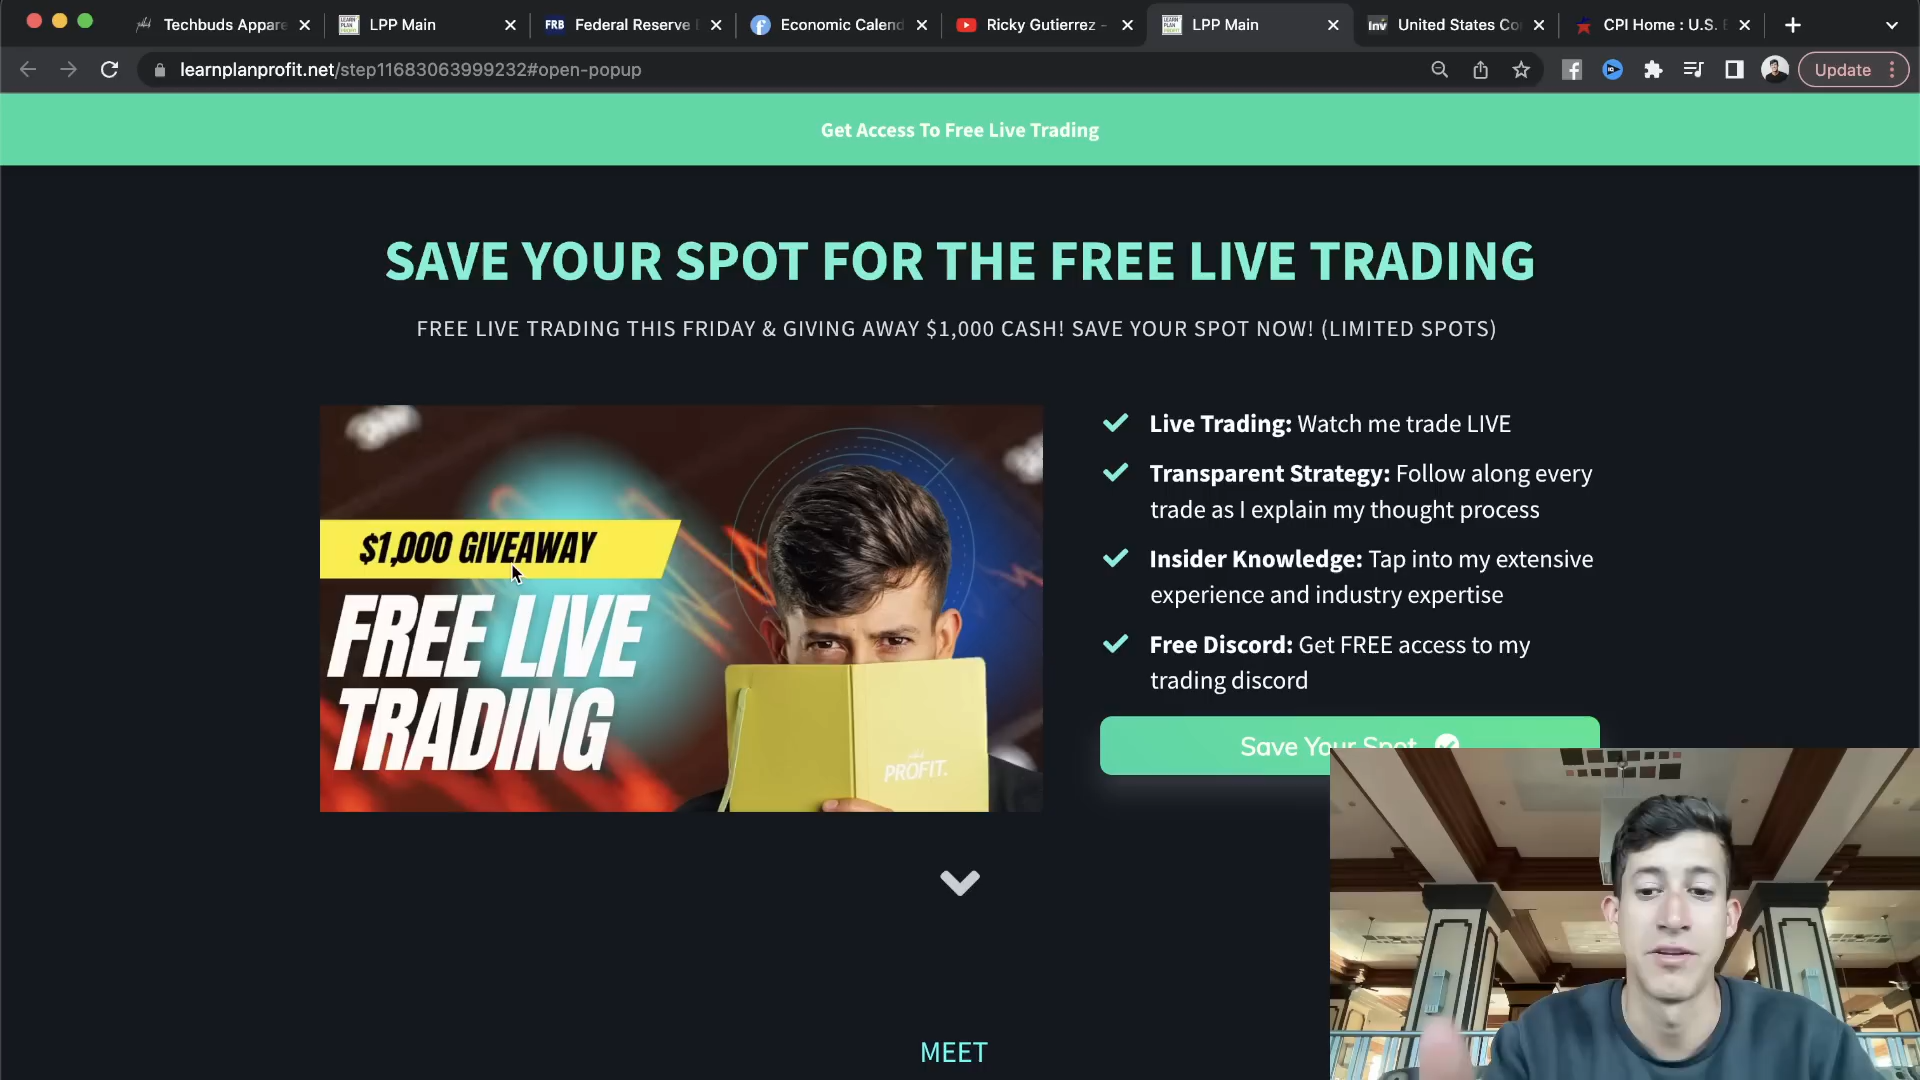 Techbuds Appare
LPP Main
FRB
Federal Reserve
Economic Calend
Ricky Gutierrez -
LPP Main
Inv
United States Co
CPI Home : U.S.
learnplanprofit.net/step11683063999232#open-popup
Update
Get Access To Free Live Trading
SAVE YOUR SPOT FOR THE FREE LIVE TRADING
FREE LIVE TRADING THIS FRIDAY & GIVING AWAY $1,000 CASH! SAVE YOUR SPOT NOW! (LIMITED SPOTS)
$1,000 GIVEAWAY
FREE LIVE
TRADING
PROFIT.
Live Trading: Watch me trade LIVE
Transparent Strategy: Follow along every
trade as I explain my thought process
Insider Knowledge: Tap into my extensive
experience and industry expertise
Free Discord: Get FREE access to my
trading discord
Save Your Spot
MEET